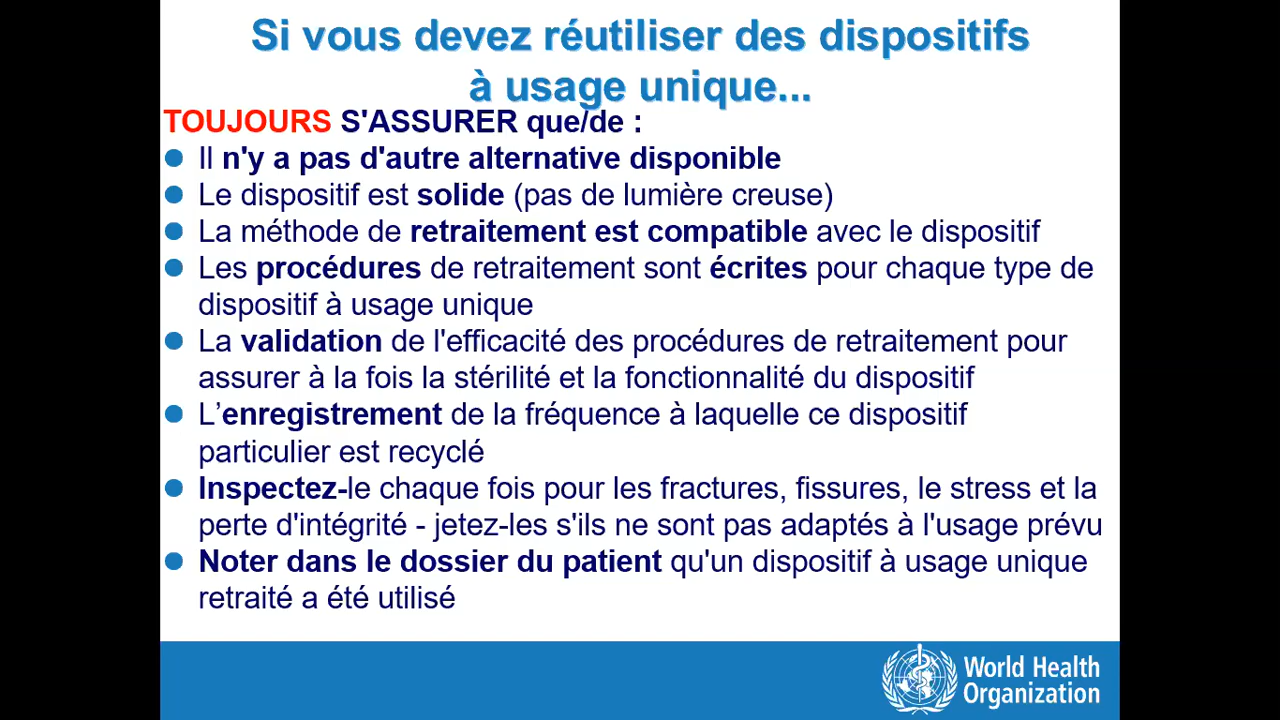 Si vous devez réutiliser des dispositifs
à usage unique...
TOUJOURS S'ASSURER que/de :
Il n'y a pas d'autre alternative disponible
Le dispositif est solide (pas de lumière creuse)
La méthode de retraitement est compatible avec le dispositif
Les procédures de retraitement sont écrites pour chaque type de
dispositif à usage unique
La validation de l'efficacité des procédures de retraitement pour
assurer à la fois la stérilité et la fonctionnalité du dispositif
L’enregistrement de la fréquence à laquelle ce dispositif
particulier est recyclé
Inspectez-le chaque fois pour les fractures, fissures, le stress et la
perte d'intégrité - jetez-les s'ils ne sont pas adaptés à l'usage prévu
Noter dans le dossier du patient qu'un dispositif à usage unique
retraité a été utilisé
World Health
Organization